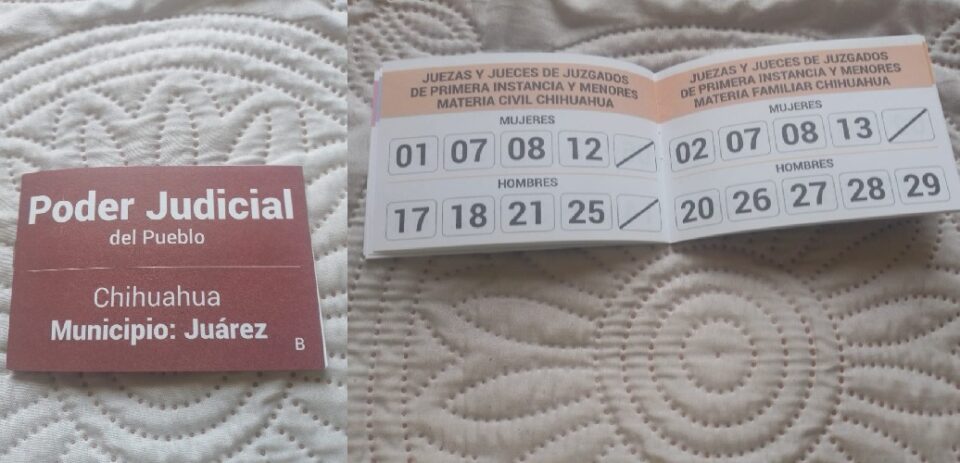 Poder Judicial
del Pueblo
Chihuahua
Municipio: Juárez
B
JUEZAS Y JUECES DE JUZGADOS
DE PRIMERA INSTANCIA Y MENORES
MATERIA CIVIL CHIHUAHUA
MUJERES
01 07 08 12 /
HOMBRES
17 18 21 25 /
JUEZAS Y JUECES DE JUZGADOS
DE PRIMERA INSTANCIA Y MENORES
MATERIA FAMILIAR CHIHUAHUA
MUJERES
02 07 08 13 /
HOMBRES
20 26 27 28 29